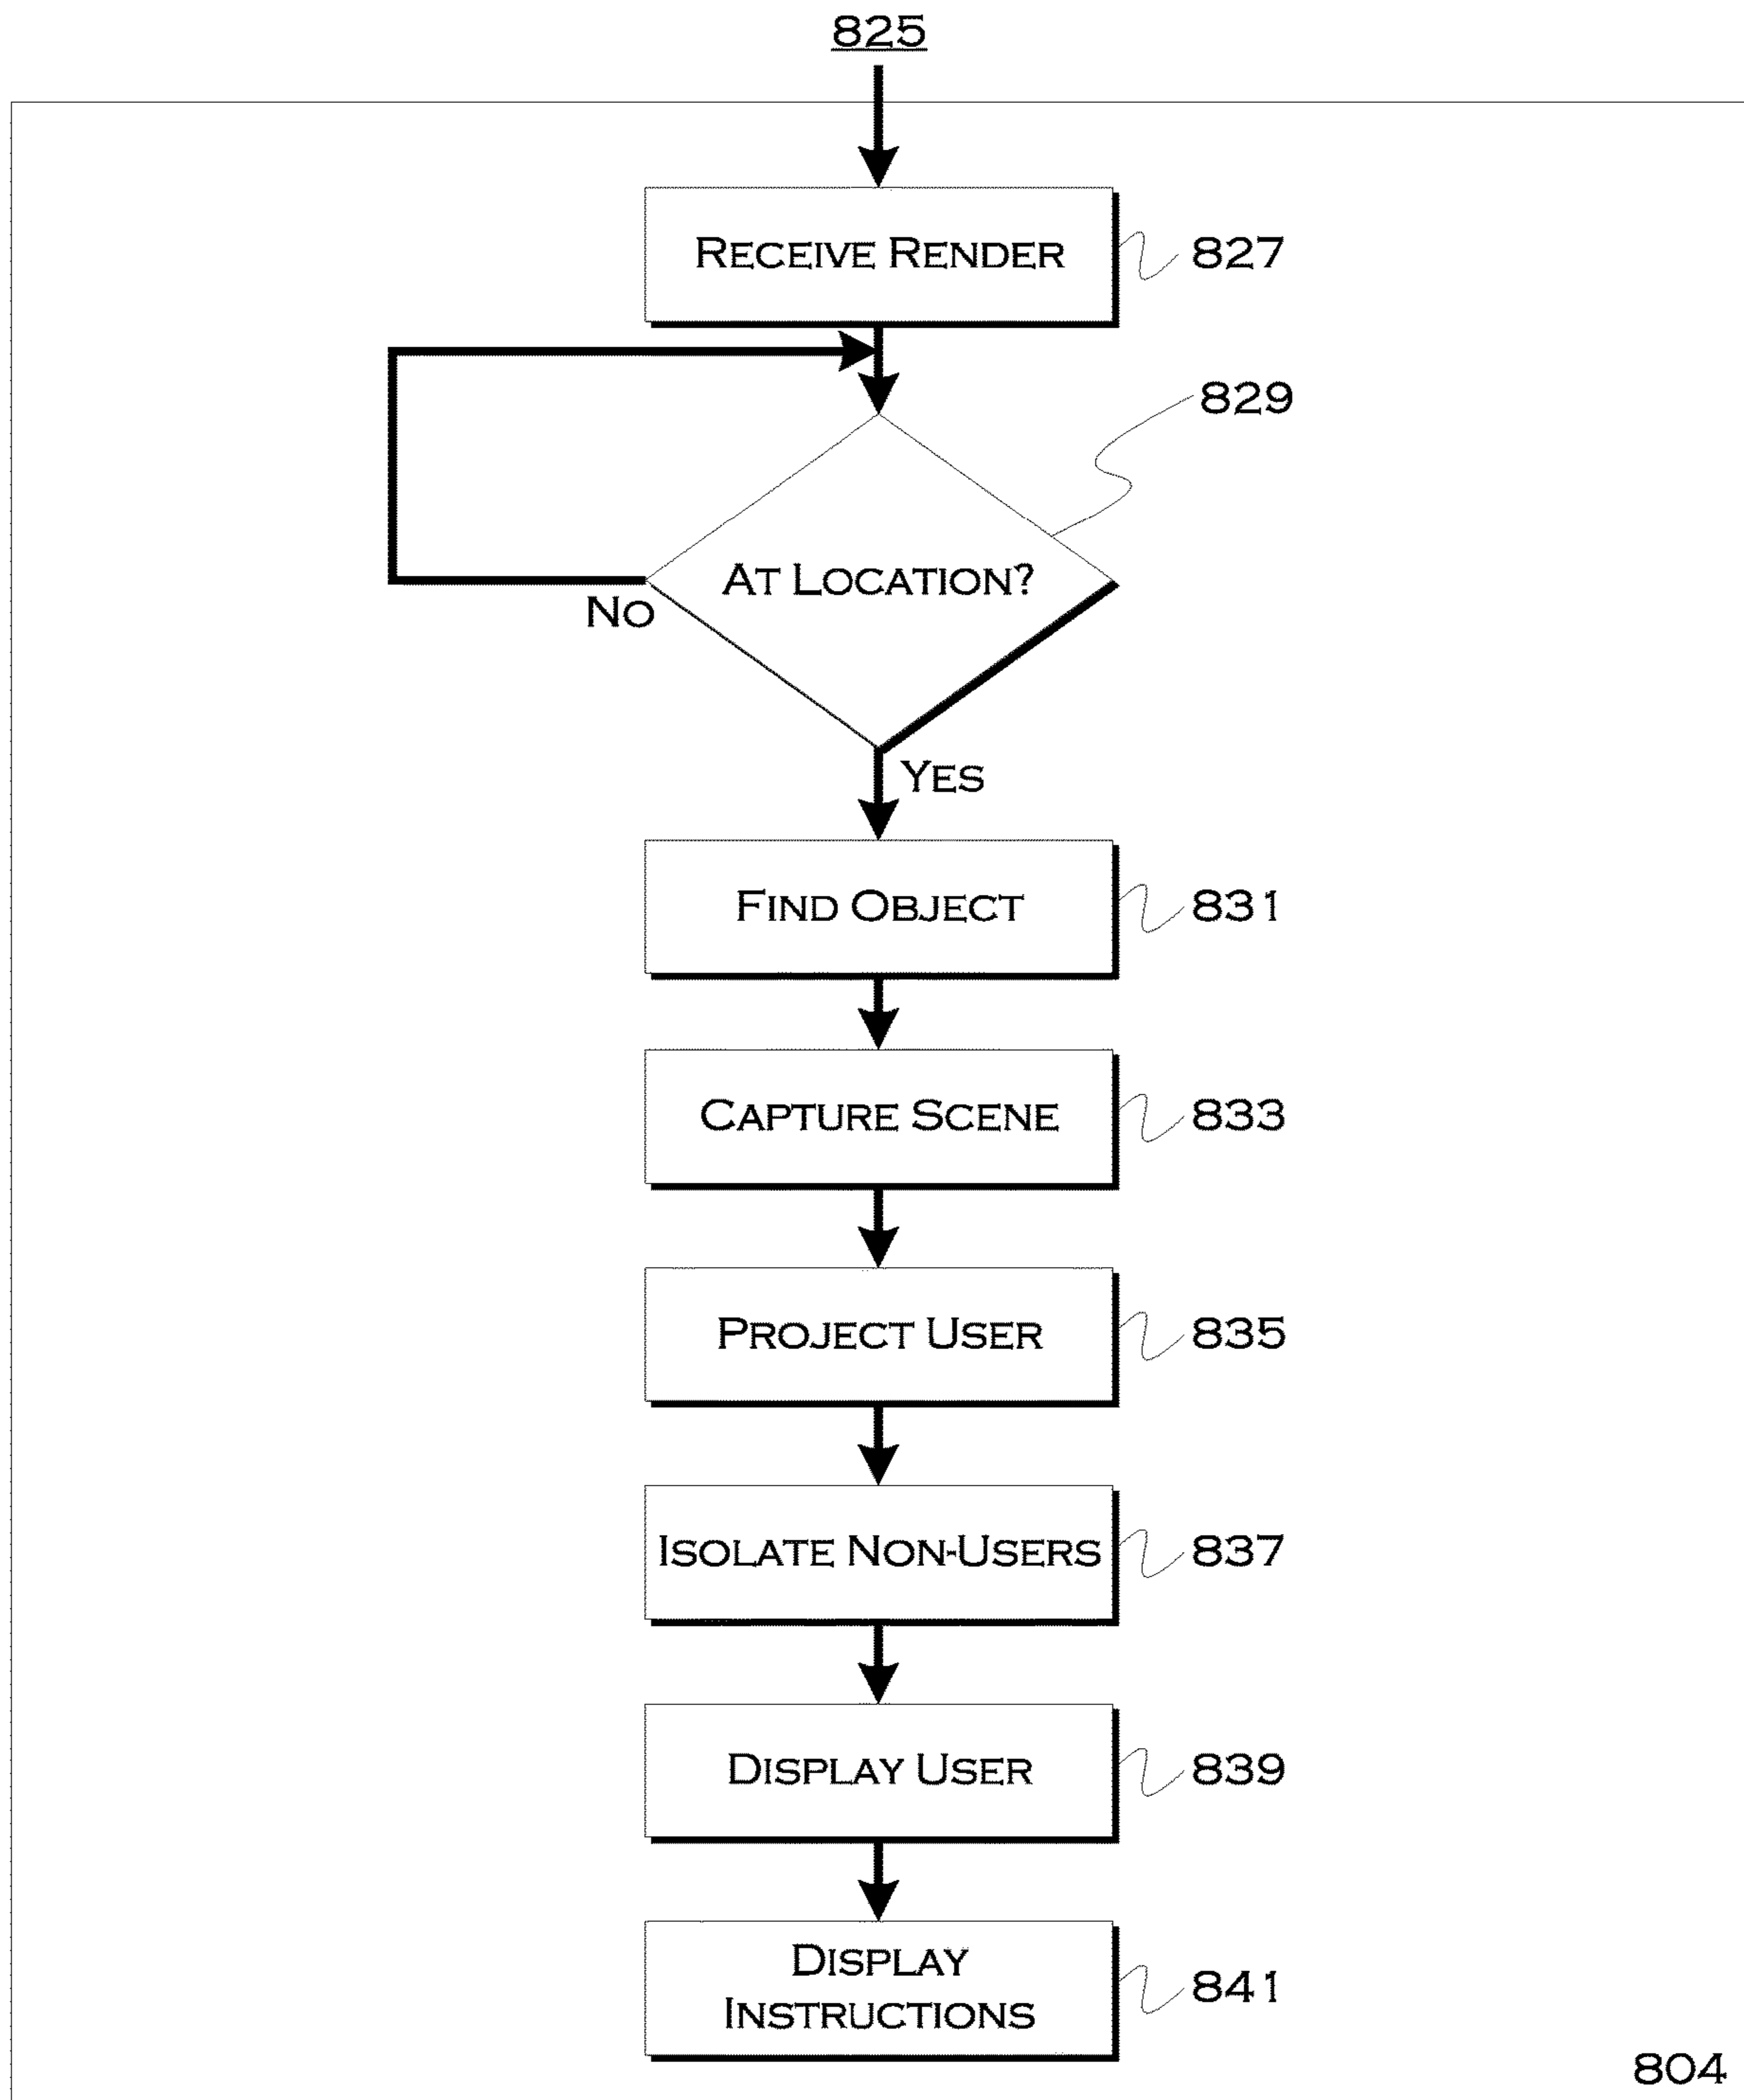 825
RECEIVE RENDER
827
829
AT LOCATION?
NO
YES
FIND OBJECT
831
CAPTURE SCENE
833
PROJECT USER
835
ISOLATE NON-USERS
837
DISPLAY USER
839
DISPLAY
INSTRUCTIONS
841
804